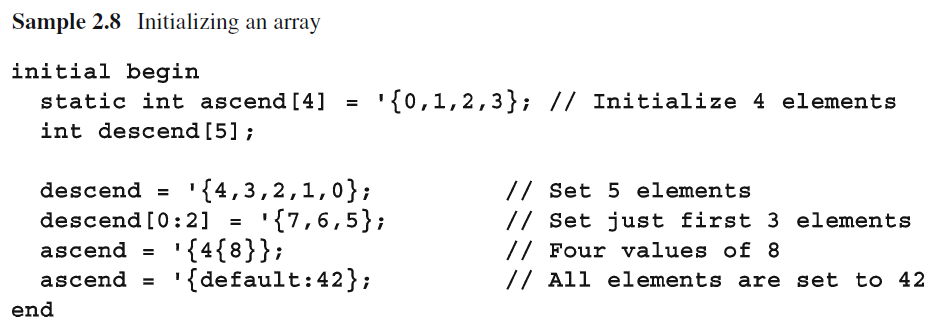 Sample 2.8 Initializing an array
initial begin
static int ascend[4] = '{0,1,2,3}; // Initialize 4 elements
int descend[5];
descend = '{4,3,2,1,0}; // Set 5 elements
descend[0:2] = '{7,6,5}; // Set just first 3 elements
ascend = '{4{8}}; // Four values of 8
ascend = '{default:42}; // All elements are set to 42
end